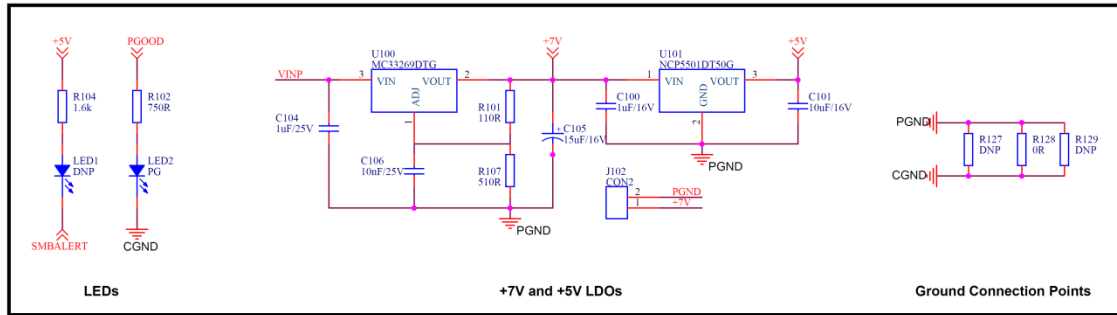 +5V
PGOOD
R104
1.6k
R102
750R
LED1
DNP
LED2
PG
SMBALERT
CGND
LEDs
VINP
U100
MC33269DTG
3
VIN
VOUT
2
ADJ
1
C104
1uF/25V
C106
10nF/25V
R101
110R
R107
510R
+7V
+
C105
15uF/16V
PGND
U101
NCP5501DT50G
1
VIN
VOUT
3
GND
2
C100
1uF/16V
+5V
C101
10uF/16V
PGND
J102
CON2
2
PGND
1
+7V
+7V and +5V LDOs
PGND
CGND
R127
DNP
R128
0R
R129
DNP
Ground Connection Points